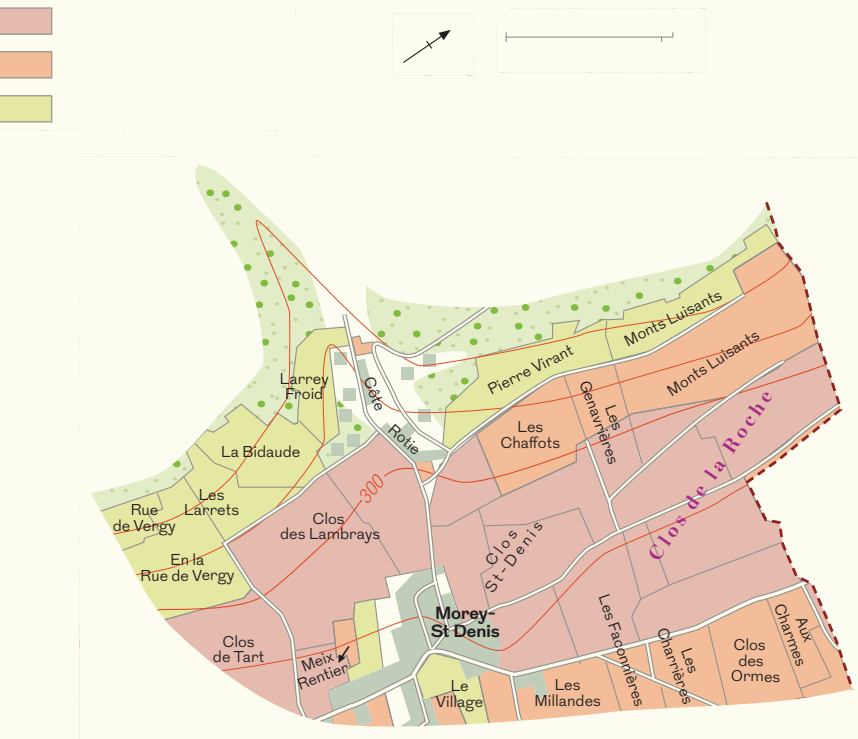 Monts Luisants
Monts Luisants
Pierre Virant
Larrey
Froid
Côte
Rotie
Les
Genavrières
Les
Chaffots
Clos de la Roche
La Bidaude
300
Rue
de Vergy
Les
Larrets
Clos
des Lambrays
Clos
St-Denis
En la
Rue de Vergy
Morey-
St Denis
Clos
de Tart
Meix
Rentier
Le
Village
Les
Millandes
Les Faconnières
Les
Charrières
Clos
des
Ormes
Aux
Charmes